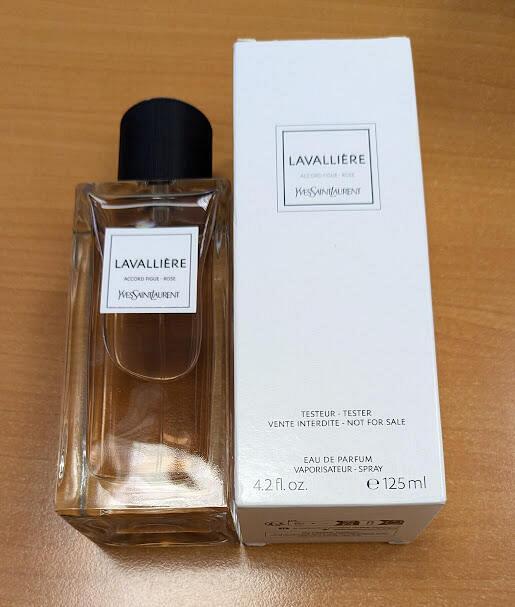 LAVALLIÈRE
ACCORD FIGUE - ROSE
YVESSAINTLAURENT
LAVALLIÈRE
ACCORD FIGUE - ROSE
YVESSAINTLAURENT
TESTEUR - TESTER
VENTE INTERDITE - NOT FOR SALE
EAU DE PARFUM
VAPORISATEUR - SPRAY
4.2 fl. oz. ℮ 125 ml